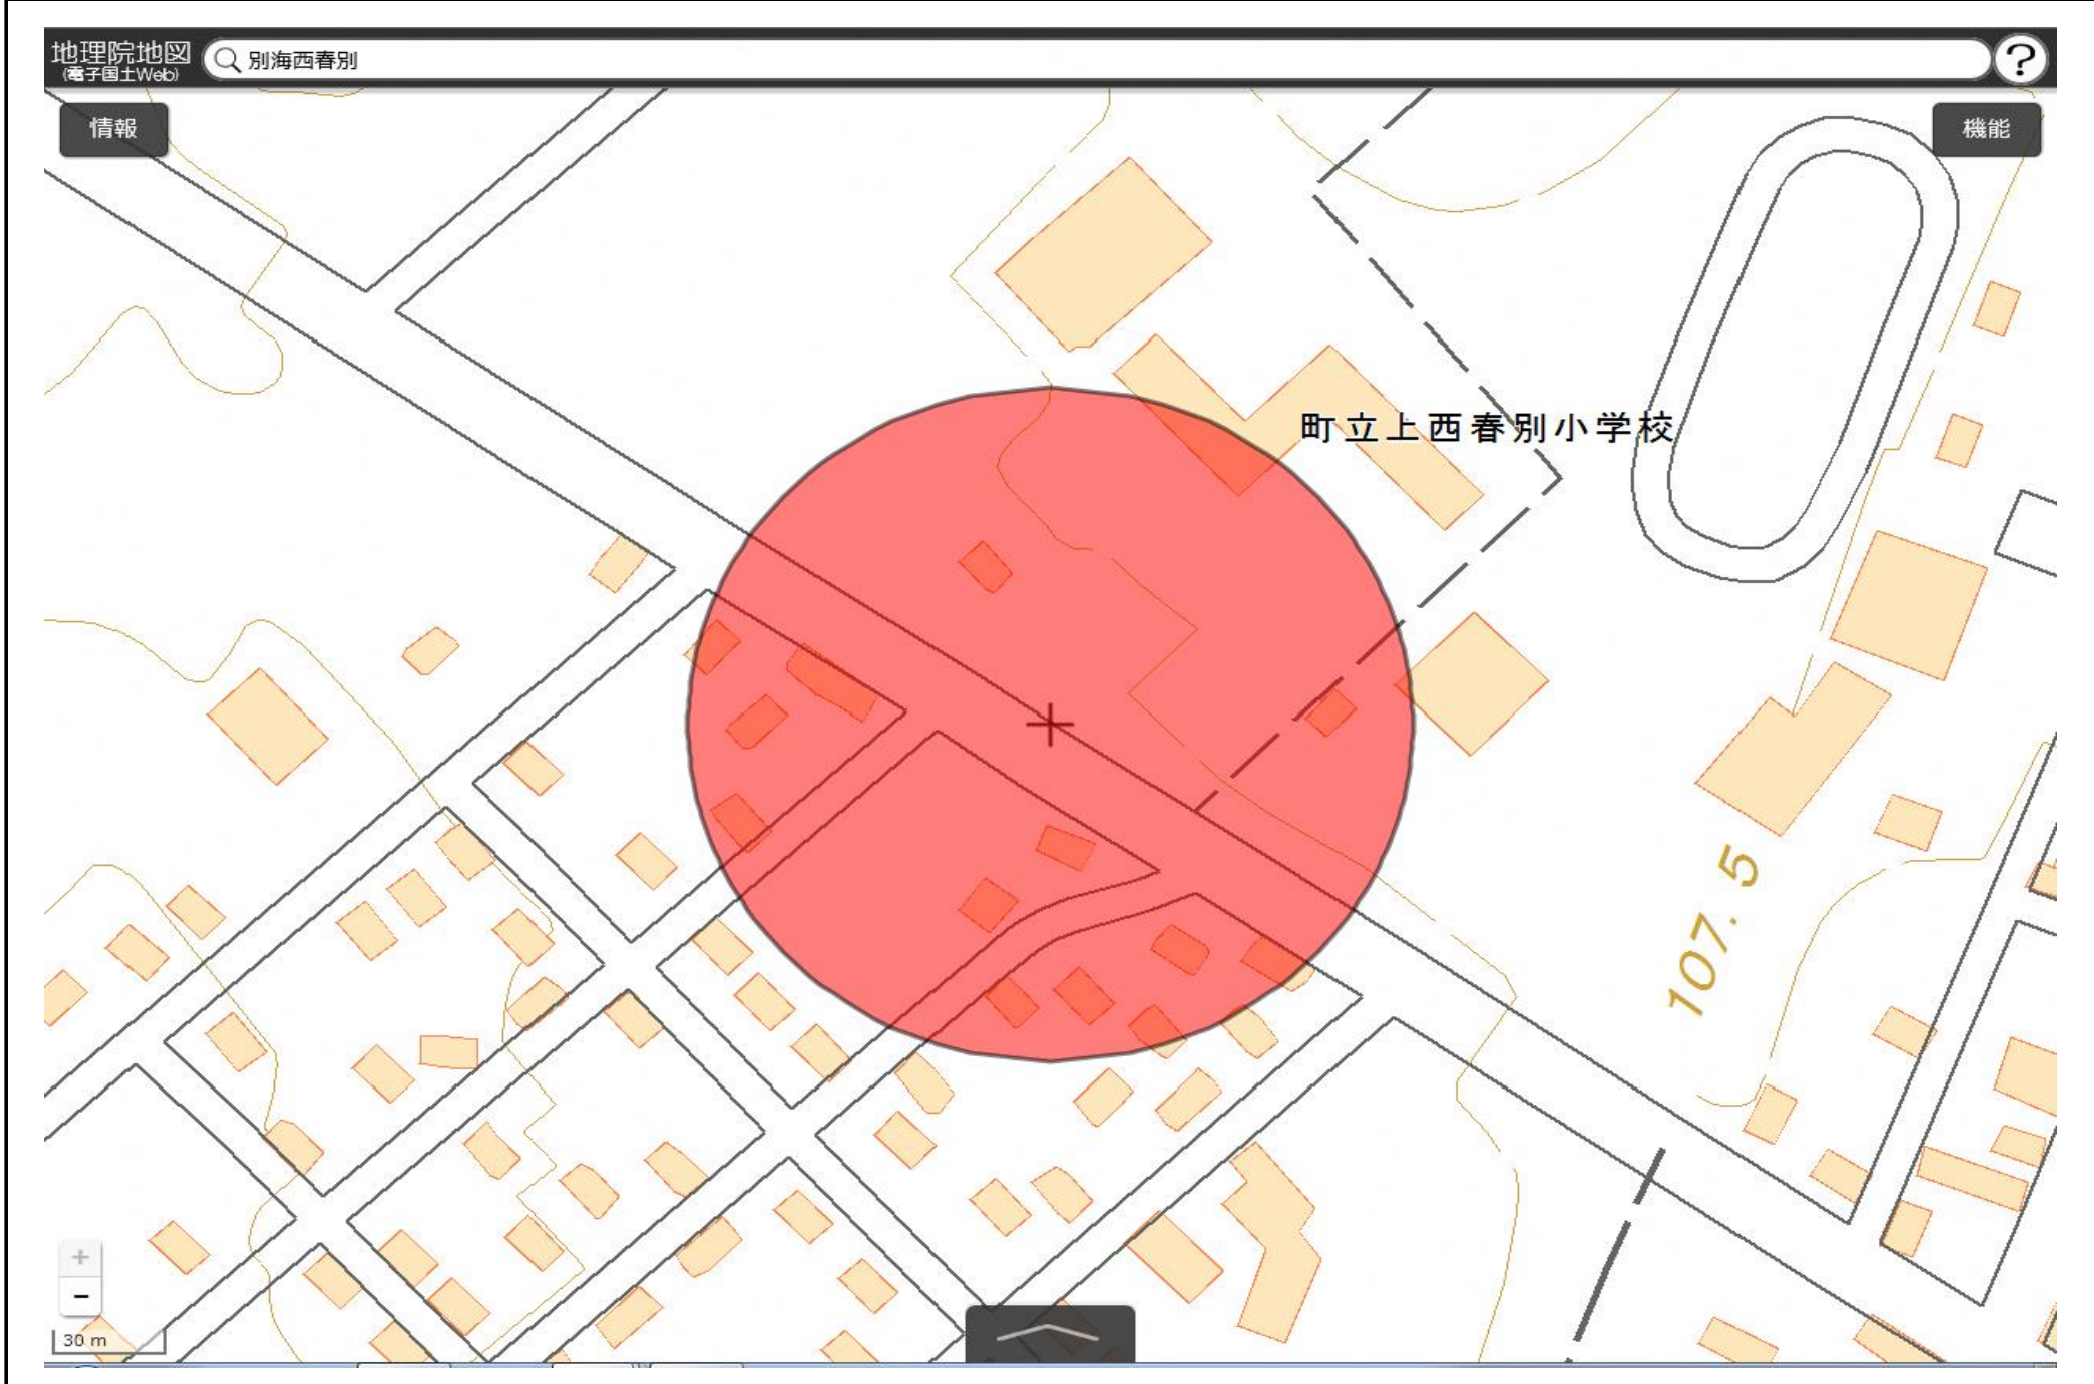 地理院地図
(電子国土Web)
別海西春別
?
情報
機能
町立上西春別小学校
107.5
+
−
30 m